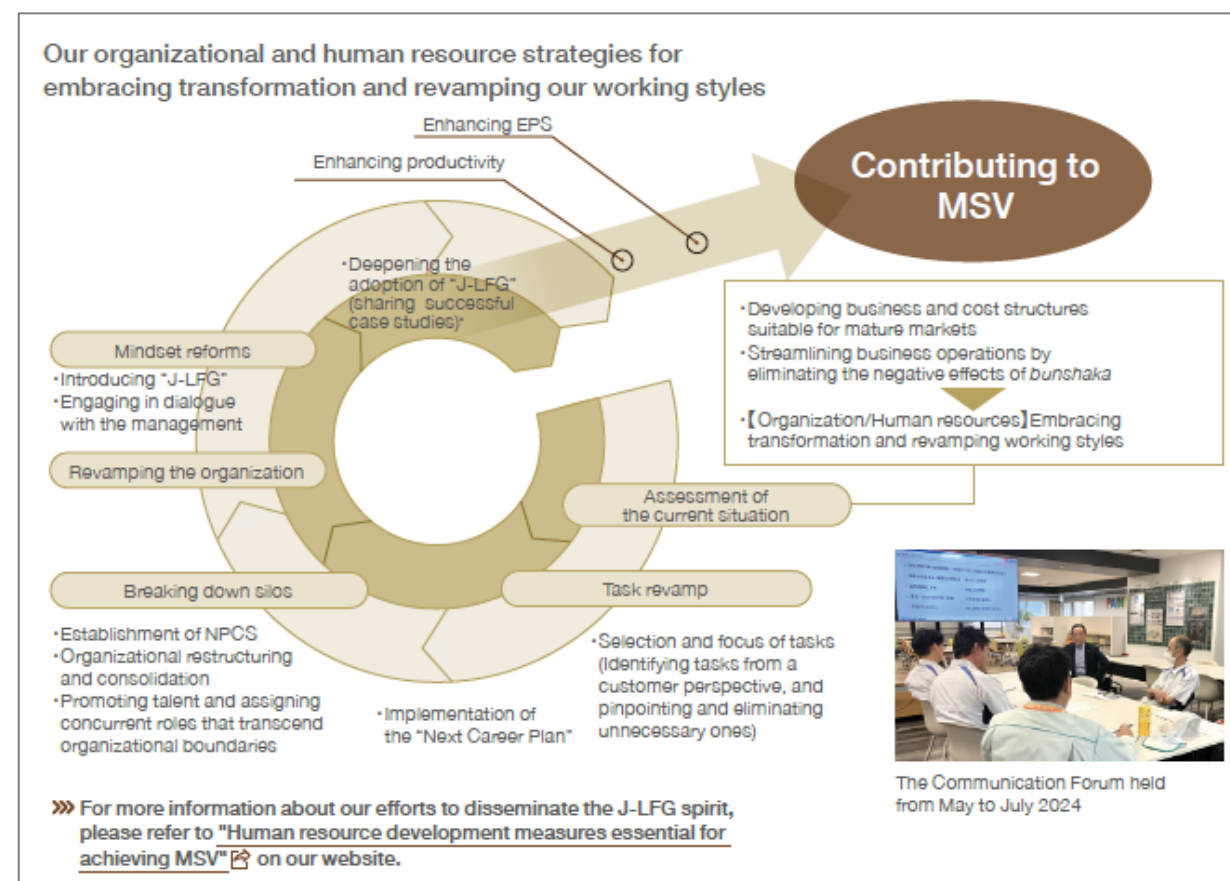 Our organizational and human resource strategies for
embracing transformation and revamping our working styles
Enhancing EPS
Enhancing productivity
Contributing to
MSV
・Deepening the
adoption of "J-LFG"
(sharing successful
case studies)"
・Developing business and cost structures
suitable for mature markets
・Streamlining business operations by
eliminating the negative effects of bunshaka
・【Organization/Human resources】Embracing
transformation and revamping working styles
Mindset reforms
・Introducing "J-LFG"
・Engaging in dialogue
with the management
Revamping the organization
Assessment of
the current situation
Breaking down silos
・Establishment of NPCS
・Organizational restructuring
and consolidation
・Promoting talent and assigning
concurrent roles that transcend
organizational boundaries
・Implementation of
the "Next Career Plan"
Task revamp
・Selection and focus of tasks
(Identifying tasks from a
customer perspective, and
pinpointing and eliminating
unnecessary ones)
The Communication Forum held
from May to July 2024
For more information about our efforts to disseminate the J-LFG spirit,
please refer to "Human resource development measures essential for
achieving MSV" on our website.